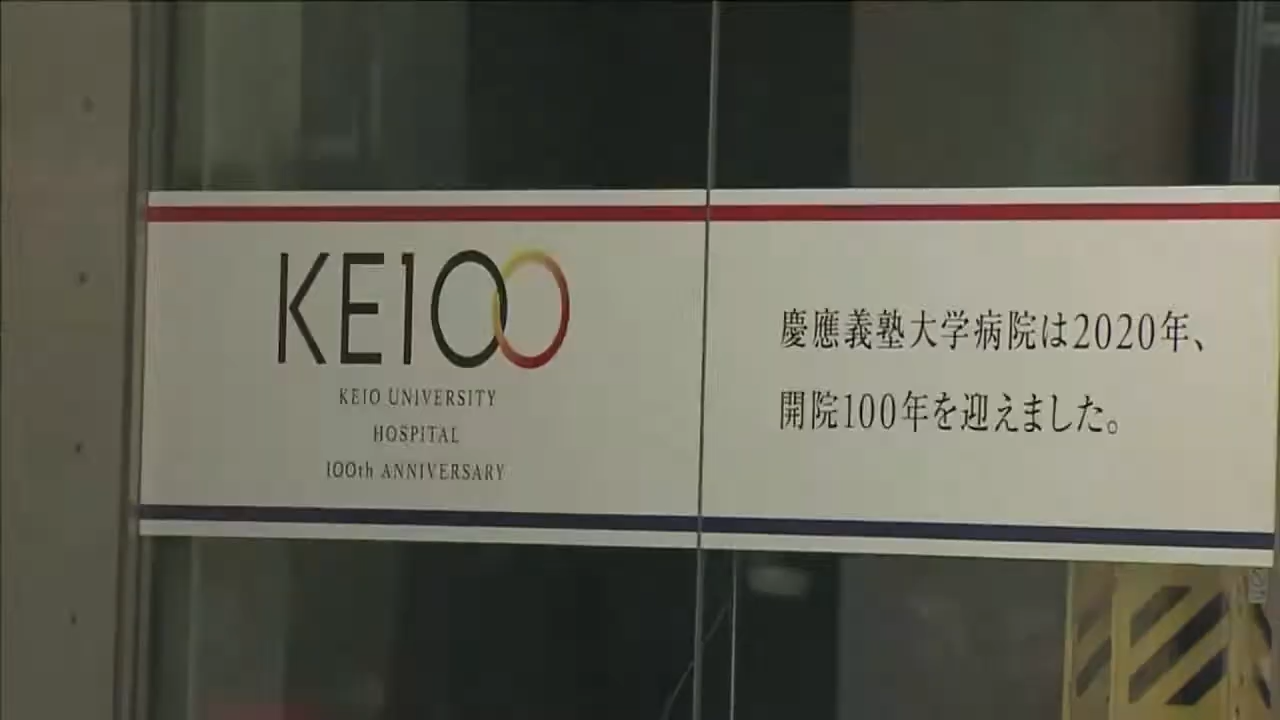 KE100
KEIO UNIVERSITY
HOSPITAL
100th ANNIVERSARY
慶應義塾大学病院は2020年、
開院100年を迎えました。